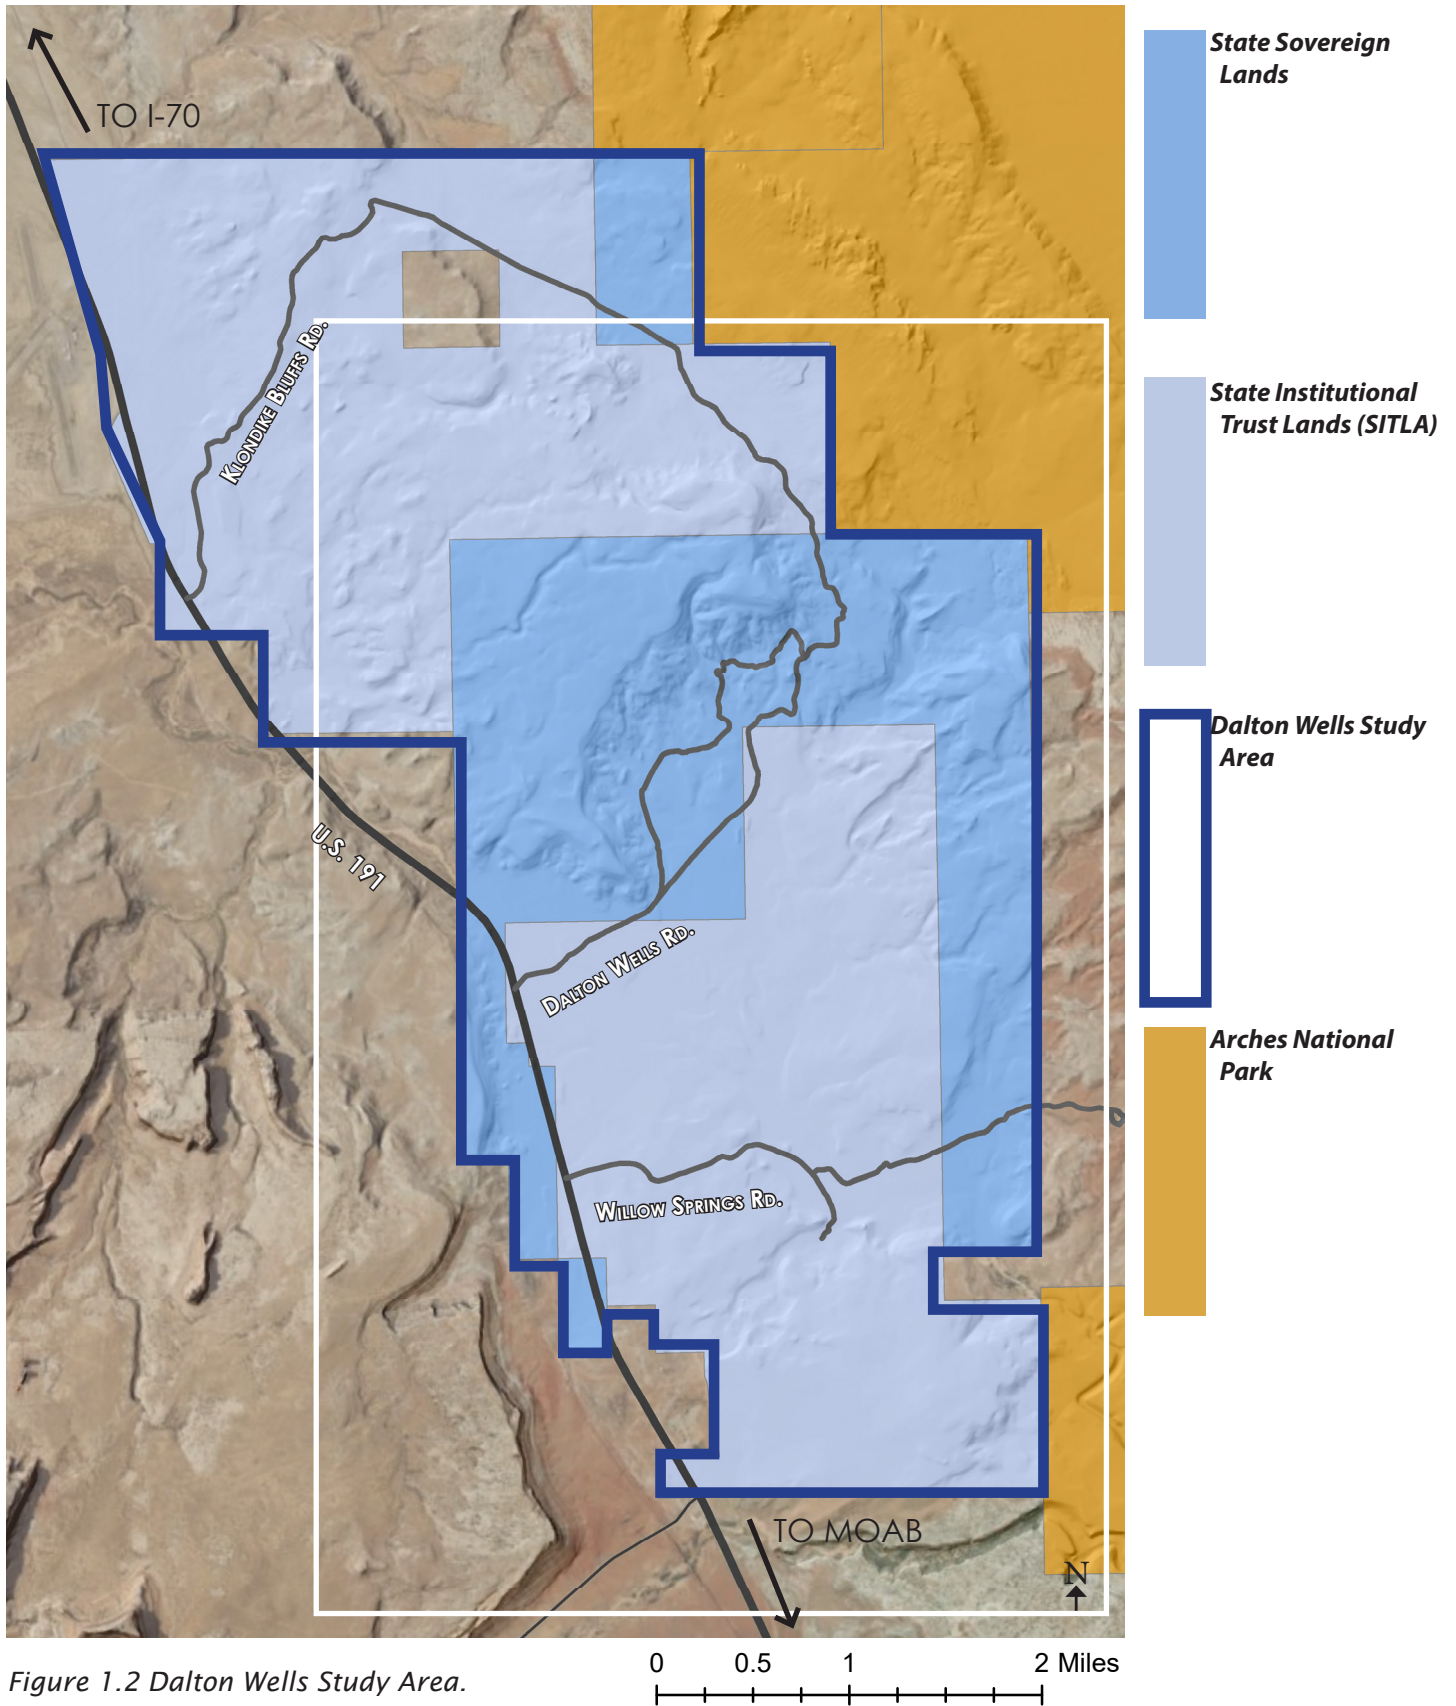 TO I-70
KLONDIKE BLUFFS RD.
U.S. 191
DALTON WELLS RD.
WILLOW SPRINGS RD.
TO MOAB
N
State Sovereign
Lands
State Institutional
Trust Lands (SITLA)
Dalton Wells Study
Area
Arches National
Park
0 0.5 1 2 Miles
Figure 1.2 Dalton Wells Study Area.